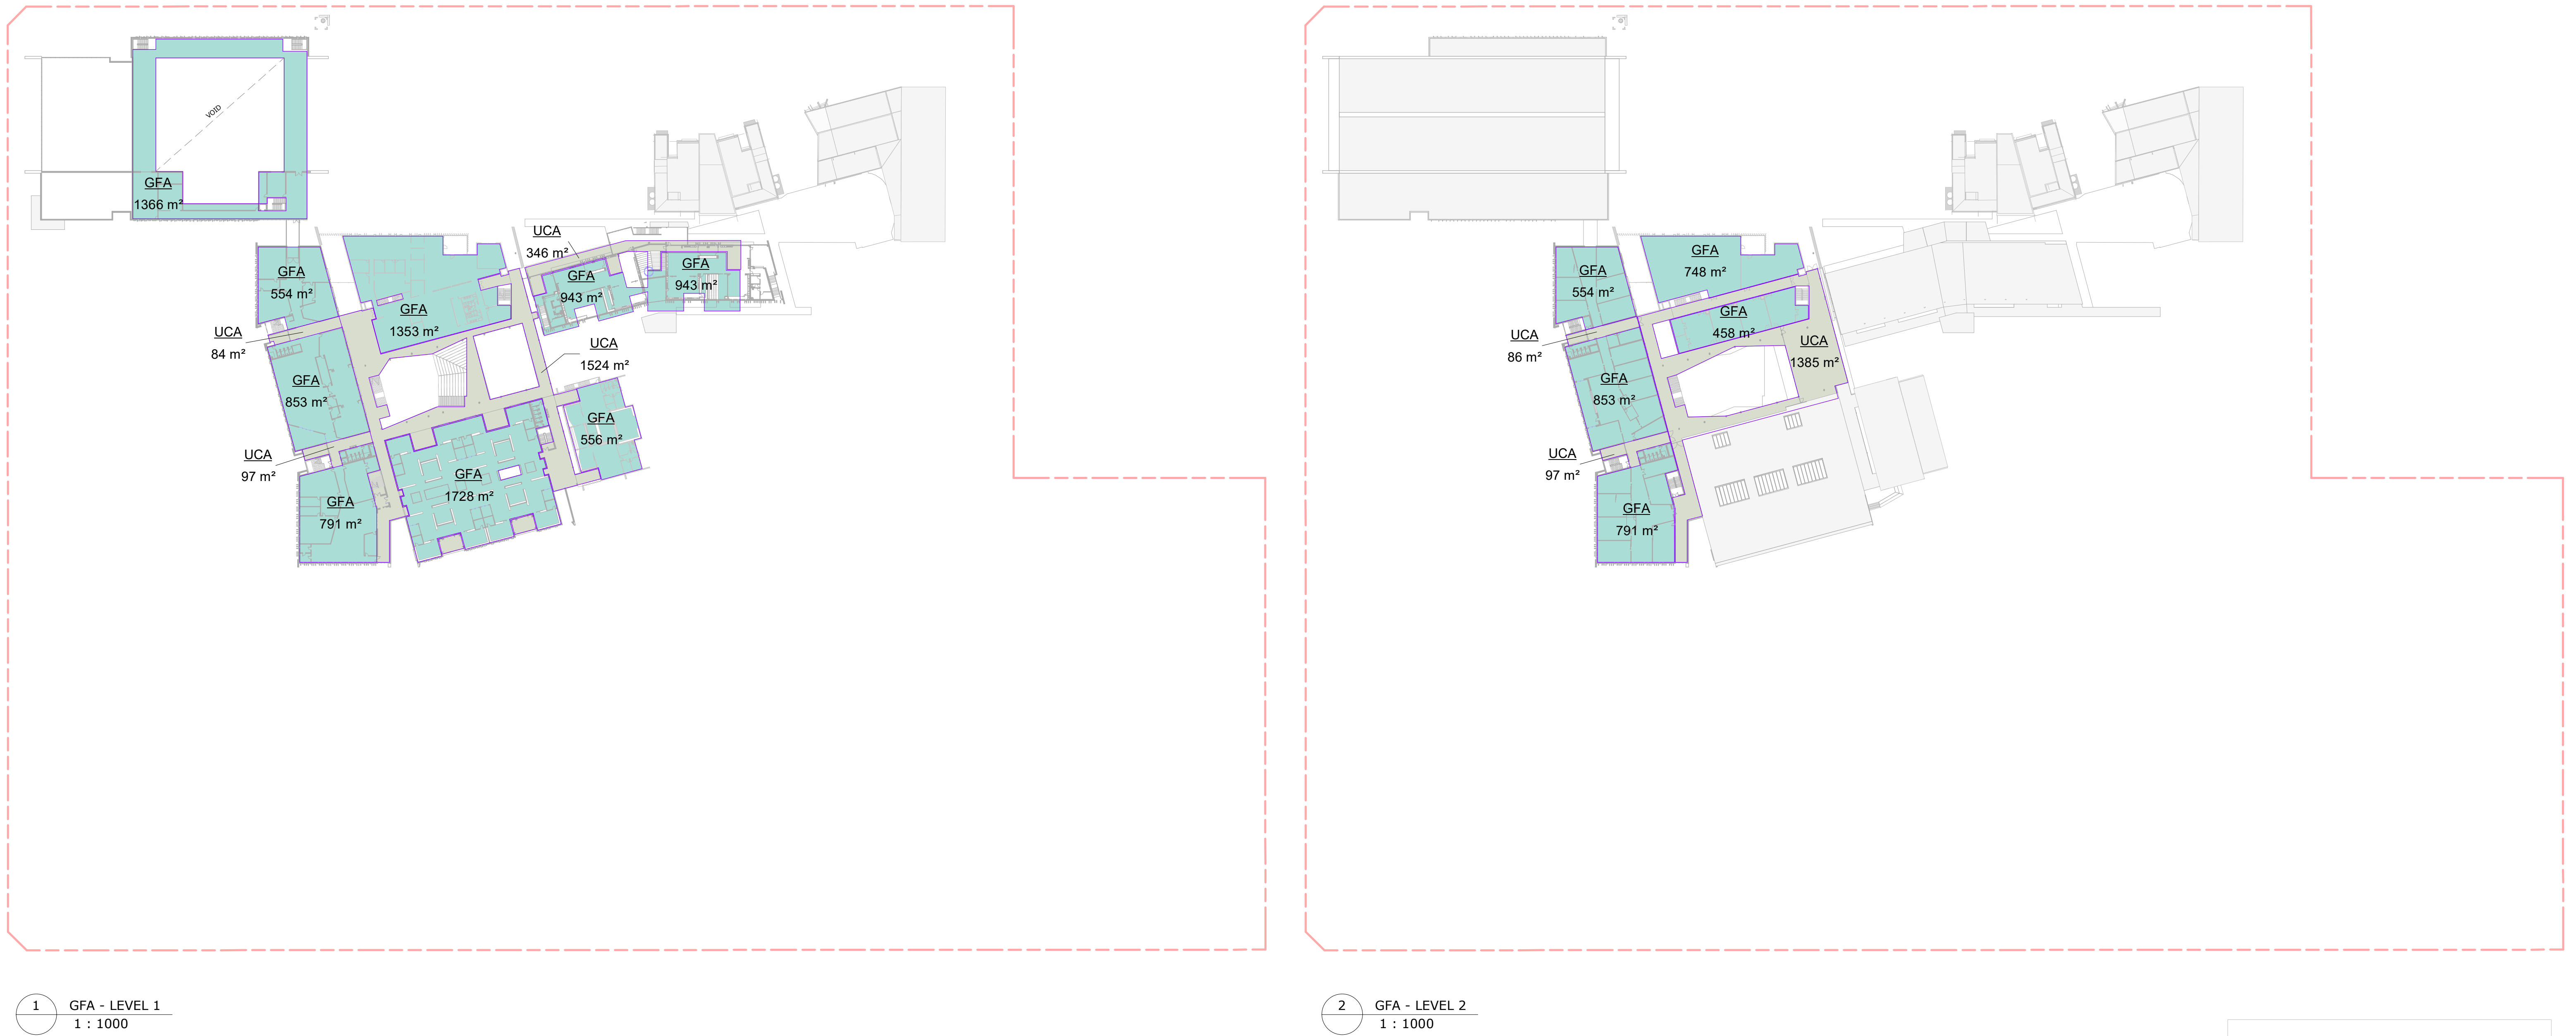 VOID
GFA
1366 m²
GFA
554 m²
UCA
84 m²
GFA
853 m²
UCA
97 m²
GFA
791 m²
GFA
1353 m²
UCA
346 m²
GFA
943 m²
GFA
943 m²
UCA
1524 m²
GFA
556 m²
GFA
1728 m²
1
GFA - LEVEL 1
1 : 1000
GFA
554 m²
GFA
748 m²
GFA
458 m²
UCA
86 m²
UCA
1385 m²
GFA
853 m²
UCA
97 m²
GFA
791 m²
2
GFA - LEVEL 2
1 : 1000